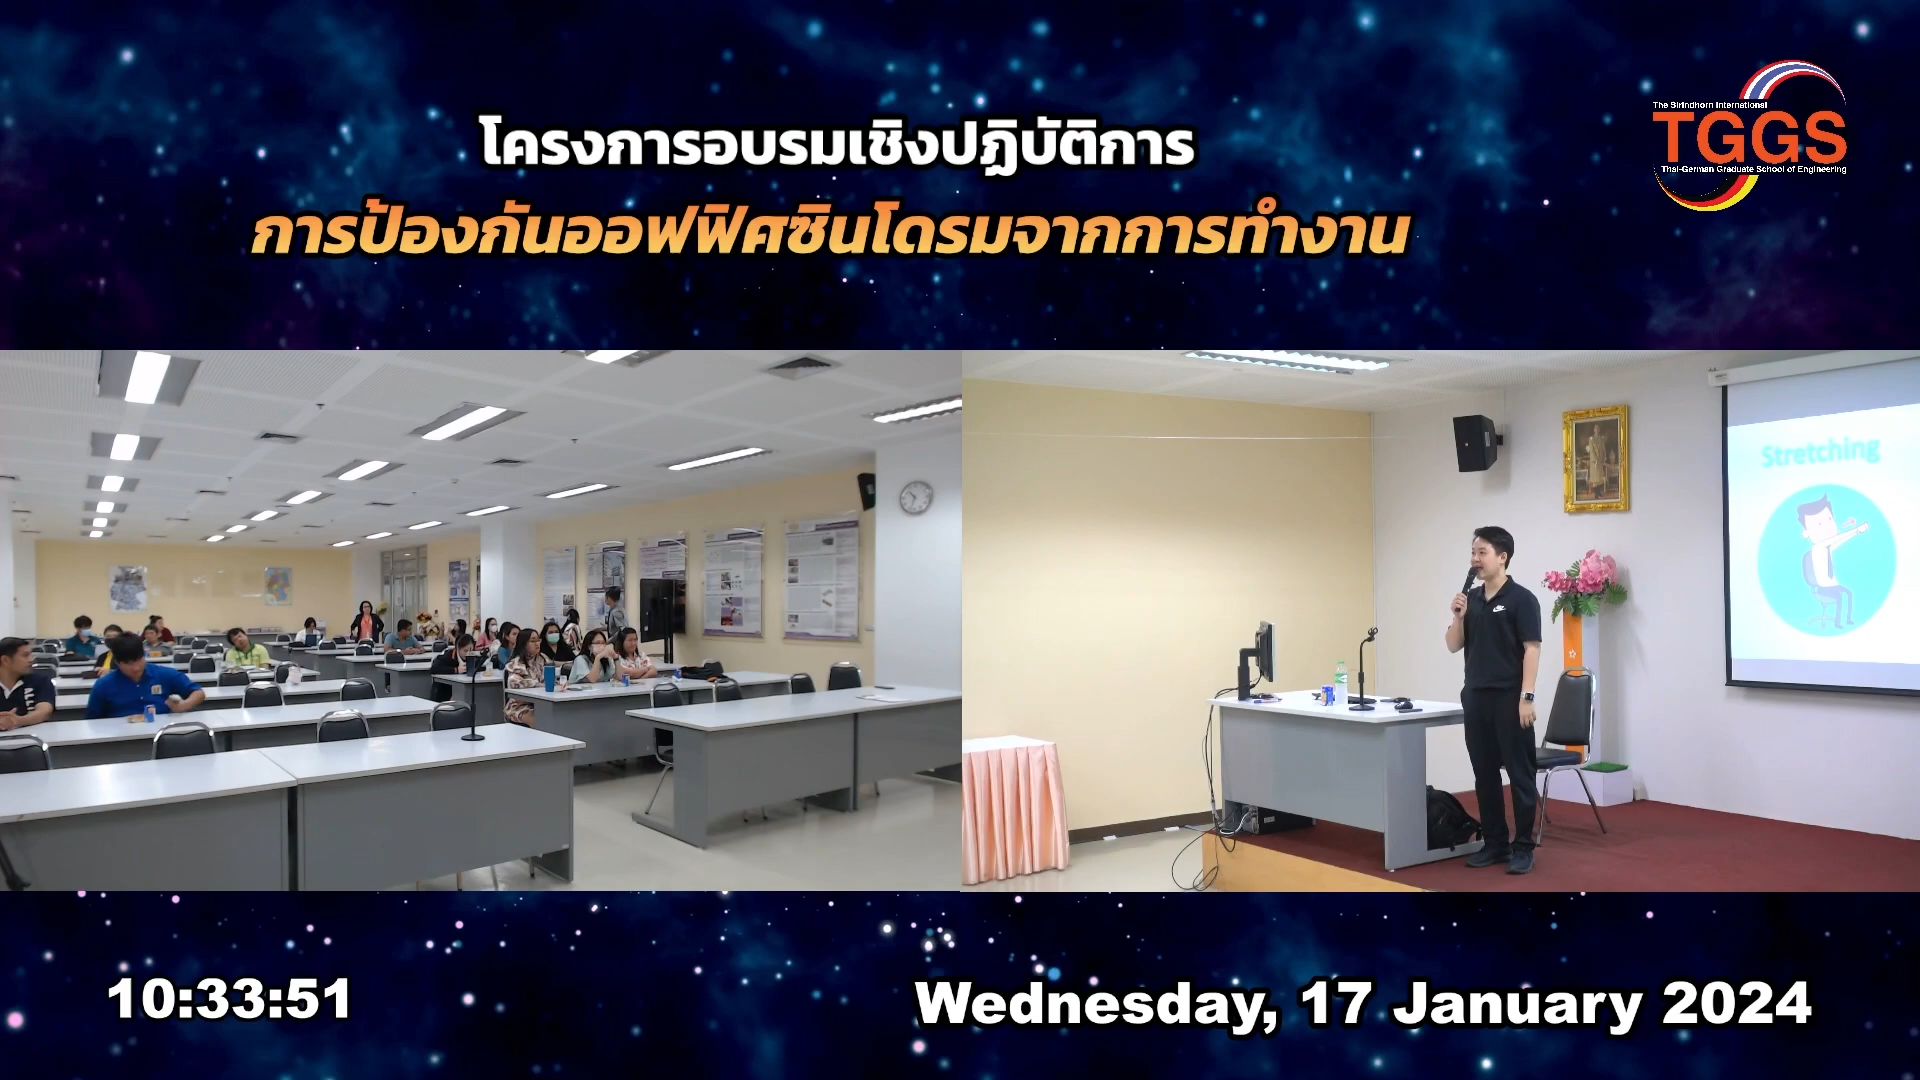 โครงการอบรมเชิงปฏิบัติการ
การป้องกันออฟฟิศซินโดรมจากการทำงาน
The Sirindhorn International
TGGS
Thai-German Graduate School of Engineering
Stretching
10:33:51
Wednesday, 17 January 2024